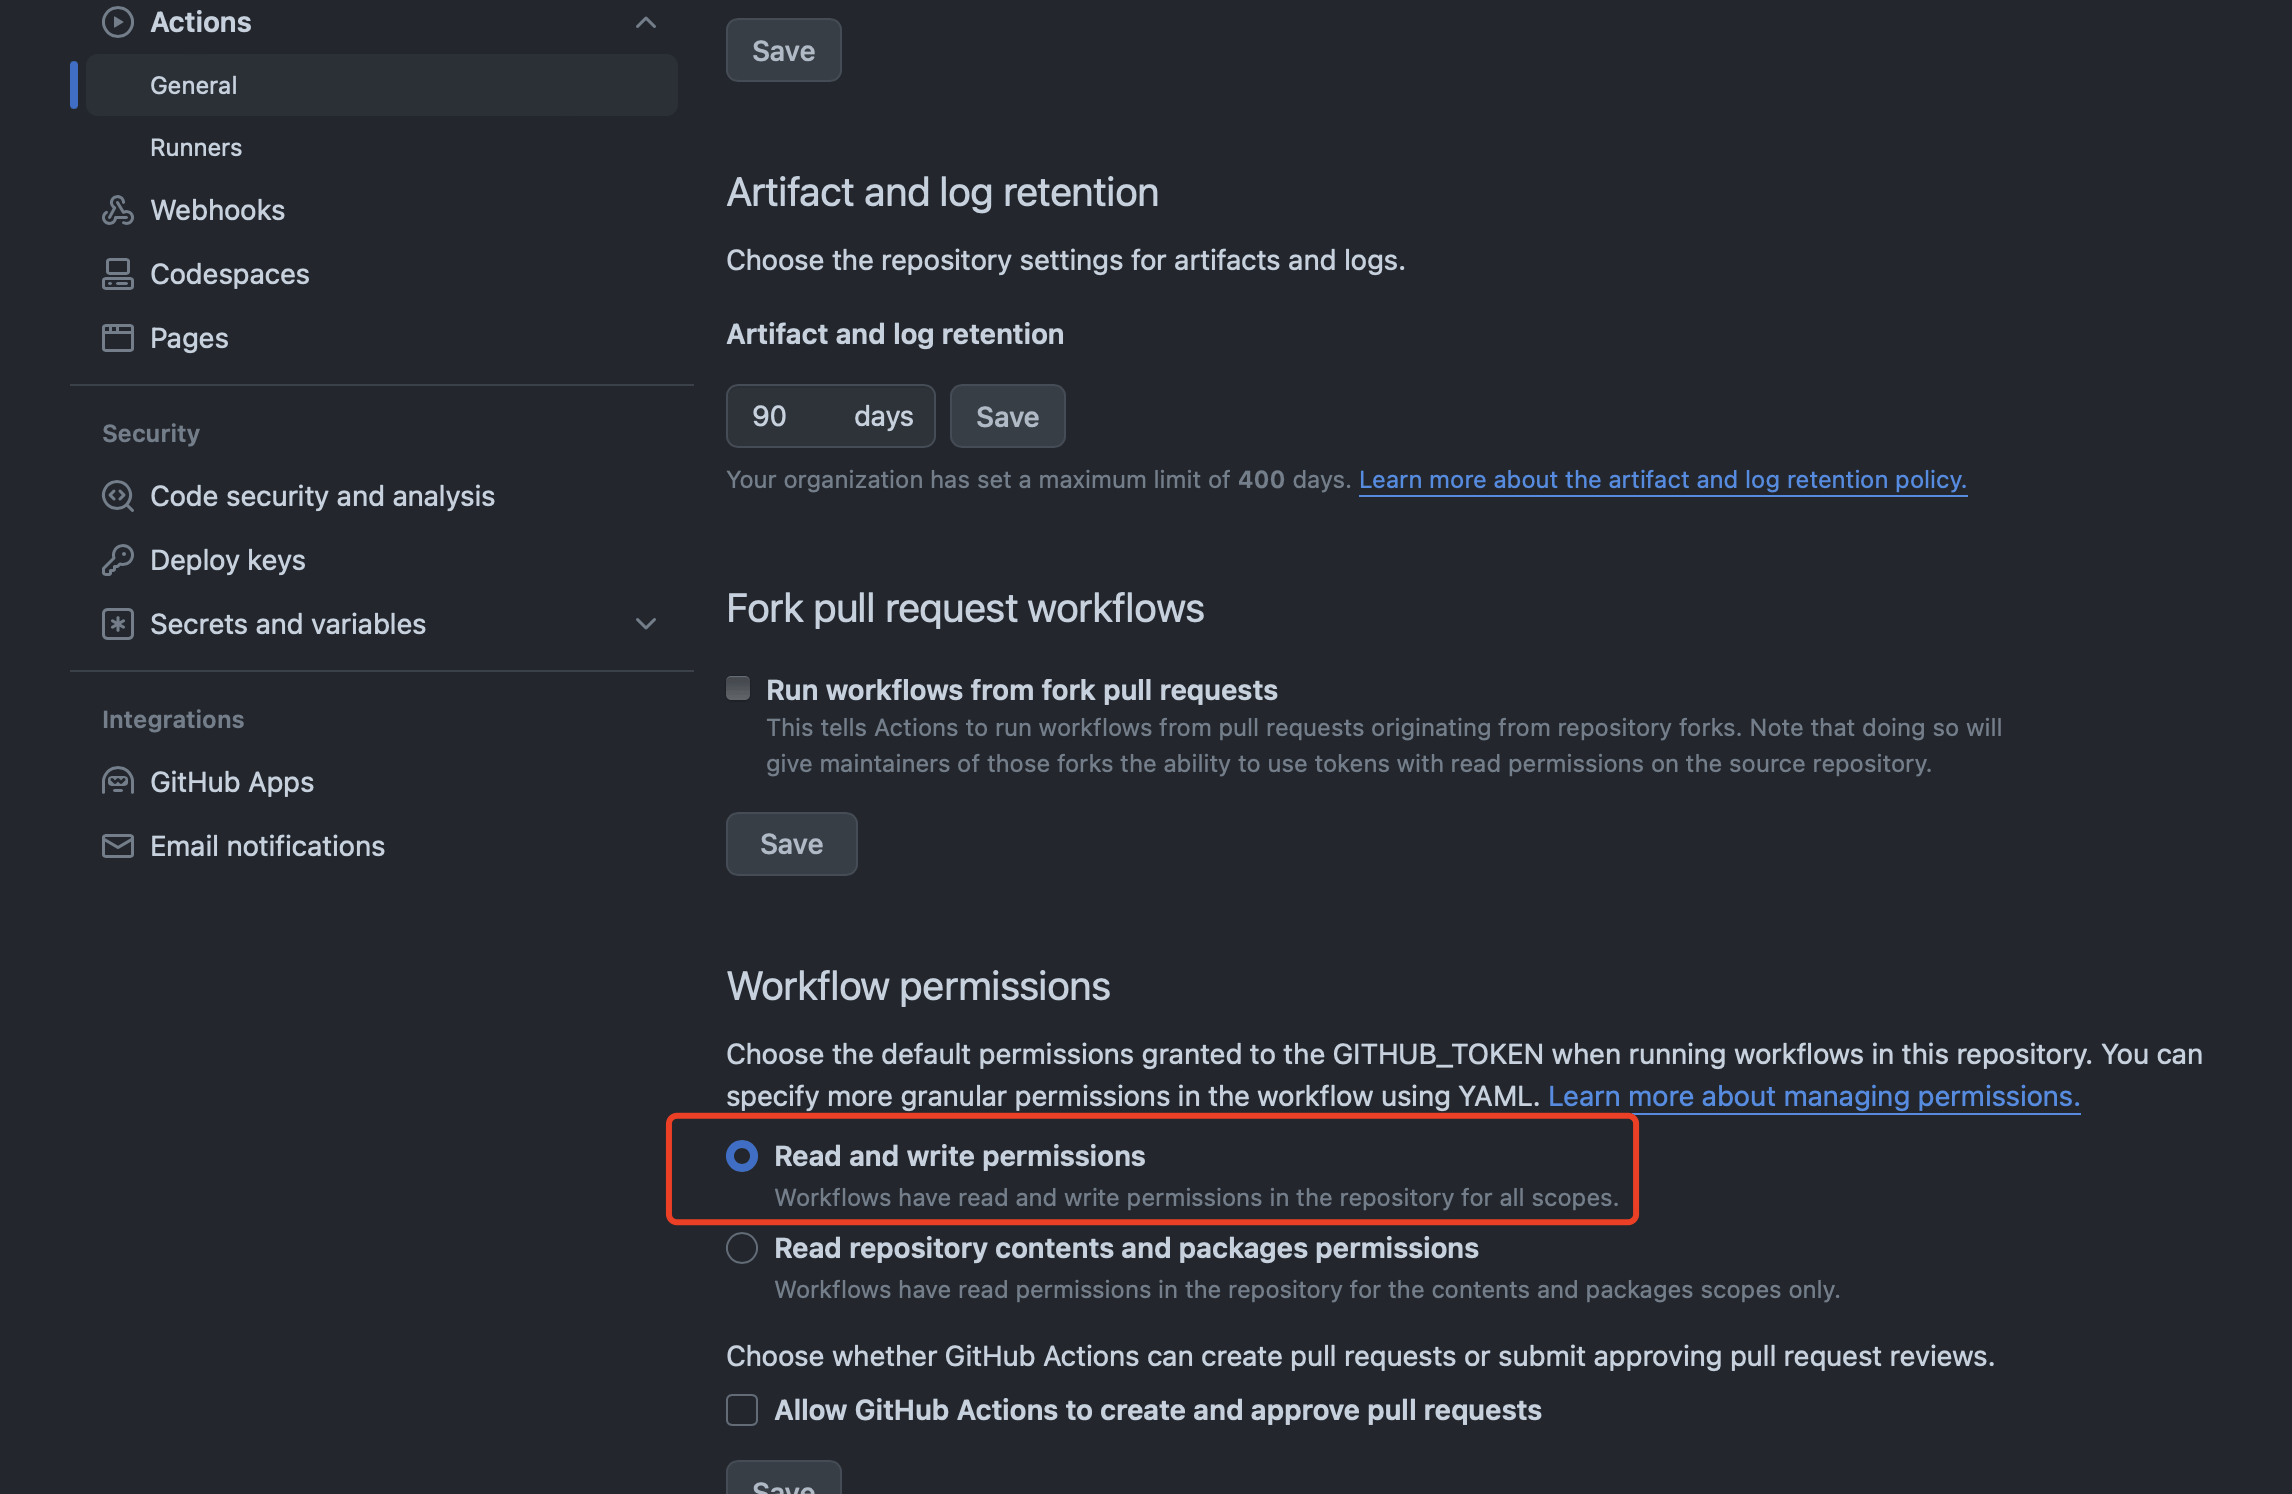 Actions
General
Runners
Webhooks
Codespaces
Pages
Security
Code security and analysis
Deploy keys
Secrets and variables
Integrations
GitHub Apps
Email notifications
Save
Artifact and log retention
Choose the repository settings for artifacts and logs.
Artifact and log retention
90 days Save
Your organization has set a maximum limit of 400 days. Learn more about the artifact and log retention policy.
Fork pull request workflows
Run workflows from fork pull requests
This tells Actions to run workflows from pull requests originating from repository forks. Note that doing so will
give maintainers of those forks the ability to use tokens with read permissions on the source repository.
Save
Workflow permissions
Choose the default permissions granted to the GITHUB_TOKEN when running workflows in this repository. You can
specify more granular permissions in the workflow using YAML. Learn more about managing permissions.
Read and write permissions
Workflows have read and write permissions in the repository for all scopes.
Read repository contents and packages permissions
Workflows have read permissions in the repository for the contents and packages scopes only.
Choose whether GitHub Actions can create pull requests or submit approving pull request reviews.
Allow GitHub Actions to create and approve pull requests
Save